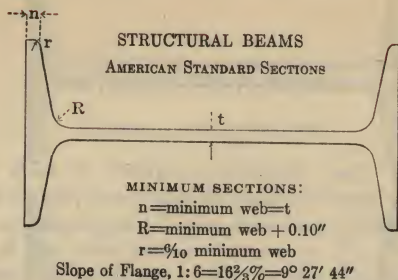 n
r
STRUCTURAL BEAMS
AMERICAN STANDARD SECTIONS
R
t
MINIMUM SECTIONS:
n=minimum web=t
R=minimum web + 0.10"
r=6/10 minimum web
Slope of Flange, 1:6=16⅔%=9° 27' 44"